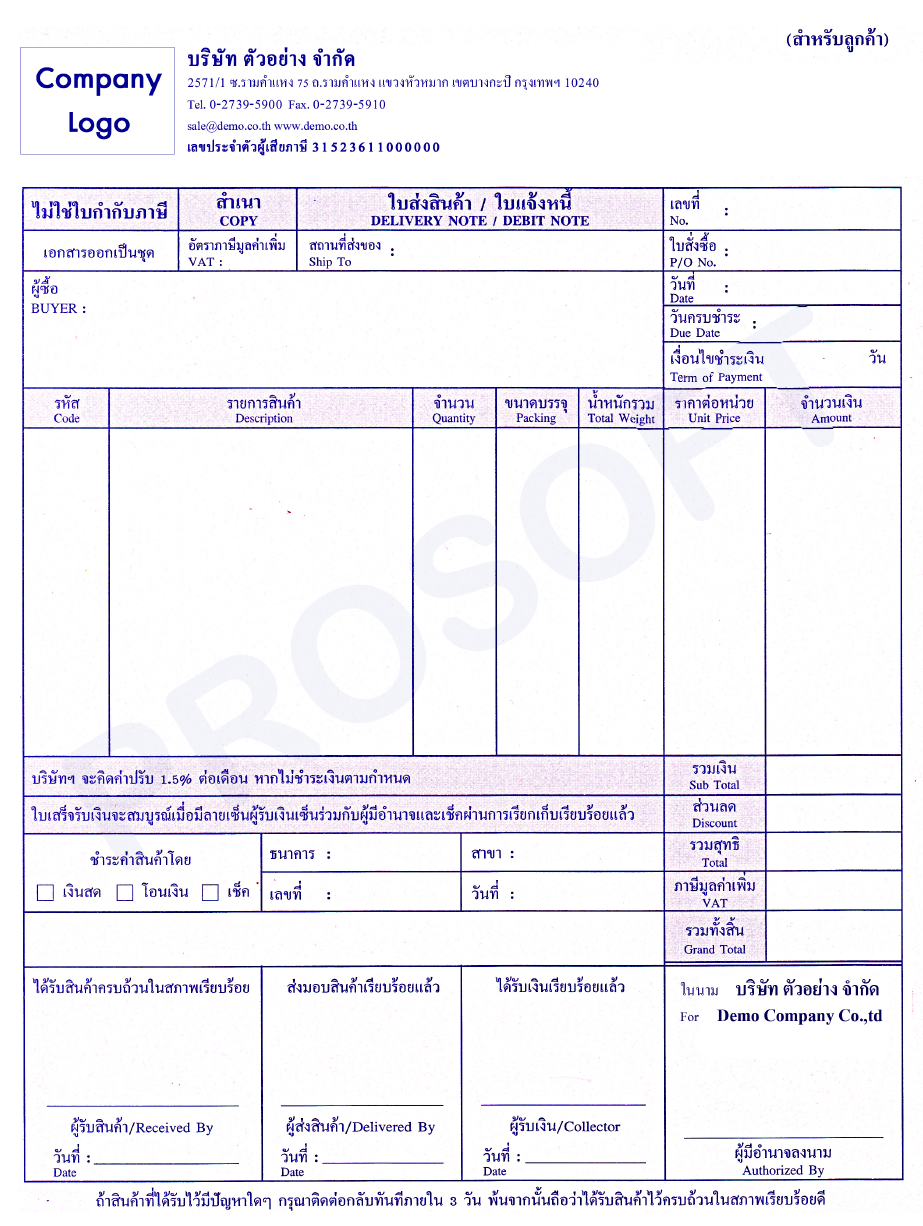 (สำหรับลูกค้า)
Company
Logo
บริษัท ตัวอย่าง จำกัด
2571/1 ซ.รามคำแหง 75 ถ.รามคำแหง แขวงหัวหมาก เขตบางกะปิ กรุงเทพฯ 10240
Tel. 0-2739-5900 Fax. 0-2739-5910
sale@demo.co.th www.demo.co.th
เลขประจำตัวผู้เสียภาษี 31523611000000
ไม่ใช่ใบกำกับภาษี
สำเนา
COPY
ใบส่งสินค้า / ใบแจ้งหนี้
DELIVERY NOTE / DEBIT NOTE
เลขที่ :
No.
เอกสารออกเป็นชุด
อัตราภาษีมูลค่าเพิ่ม
VAT :
สถานที่ส่งของ :
Ship To
ใบสั่งซื้อ :
P/O No.
ผู้ซื้อ
BUYER :
วันที่ :
Date
วันครบชำระ :
Due Date
เงื่อนไขชำระเงิน วัน
Term of Payment
รหัส
Code
รายการสินค้า
Description
จำนวน
Quantity
ขนาดบรรจุ
Packing
น้ำหนักรวม
Total Weight
ราคาต่อหน่วย
Unit Price
จำนวนเงิน
Amount
PROSOFT
บริษัทฯ จะคิดค่าปรับ 1.5% ต่อเดือน หากไม่ชำระเงินตามกำหนด
รวมเงิน
Sub Total
ใบเสร็จรับเงินจะสมบูรณ์เมื่อมีลายเซ็นผู้รับเงินเซ็นร่วมกับผู้มีอำนาจและเช็คผ่านการเรียกเก็บเรียบร้อยแล้ว
ส่วนลด
Discount
ชำระค่าสินค้าโดย
เงินสด โอนเงิน เช็ค
ธนาคาร :
สาขา :
เลขที่ :
วันที่ :
รวมสุทธิ
Total
ภาษีมูลค่าเพิ่ม
VAT
รวมทั้งสิ้น
Grand Total
ได้รับสินค้าครบถ้วนในสภาพเรียบร้อย
ผู้รับสินค้า/Received By
วันที่ :
Date
ส่งมอบสินค้าเรียบร้อยแล้ว
ผู้ส่งสินค้า/Delivered By
วันที่ :
Date
ได้รับเงินเรียบร้อยแล้ว
ผู้รับเงิน/Collector
วันที่ :
Date
ในนาม บริษัท ตัวอย่าง จำกัด
For Demo Company Co.,td
ผู้มีอำนาจลงนาม
Authorized By
ถ้าสินค้าที่ได้รับไว้มีปัญหาใดๆ กรุณาติดต่อกลับทันทีภายใน 3 วัน พ้นจากนั้นถือว่าได้รับสินค้าไว้ครบถ้วนในสภาพเรียบร้อยดี